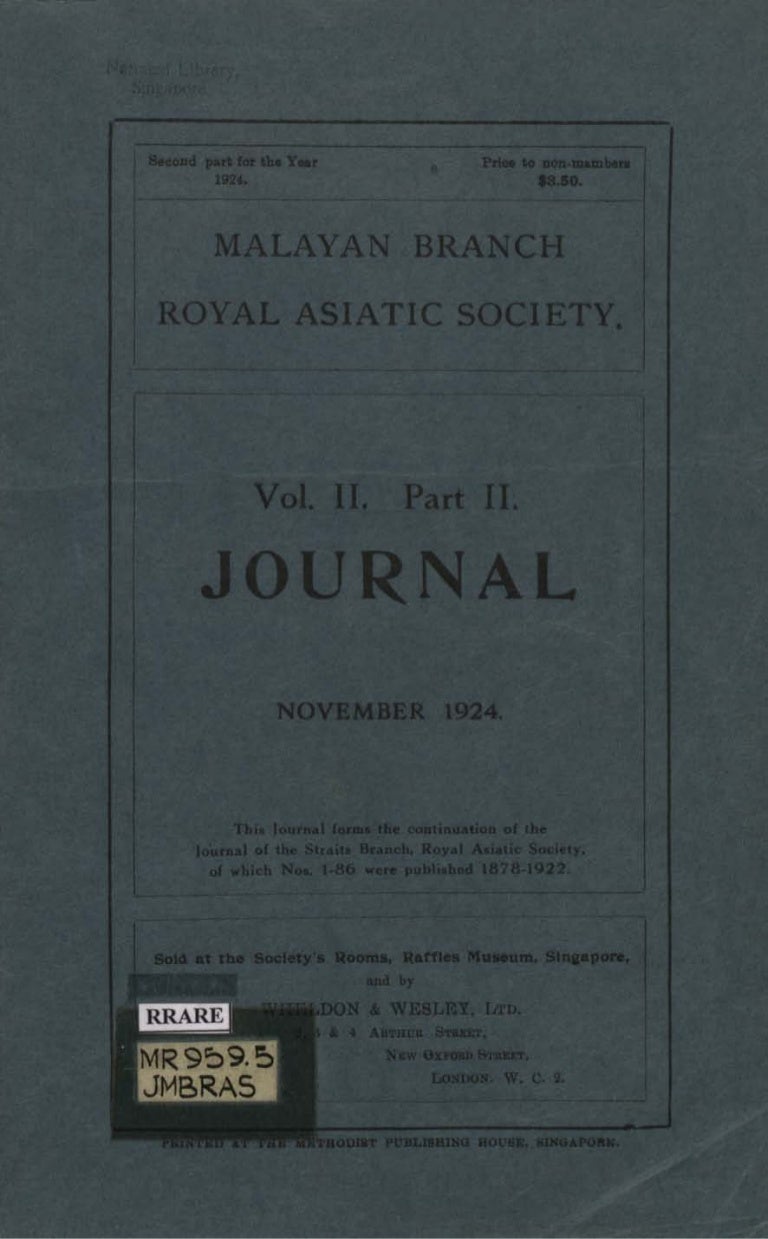 National Library,
Singapore
Second part for the Year
1924.
Price to non-mambers
$3.50.
MALAYAN BRANCH
ROYAL ASIATIC SOCIETY.
Vol. II. Part II.
JOURNAL
NOVEMBER 1924.
This Journal forms the continuation of the
Journal of the Straits Branch, Royal Asiatic Society,
of which Nos. 1-86 were published 1878-1922.
Sold at the Society's Rooms, Raffles Museum, Singapore,
and by
WHELDON & WESLEY, LTD.
3 & 4 ARTHUR STREET,
NEW OXFORD STREET,
LONDON. W. C. 2.
RRARE
MR 959.5
JMBRAS
PRINTED AT THE METHODIST PUBLISHING HOUSE, SINGAPORE.